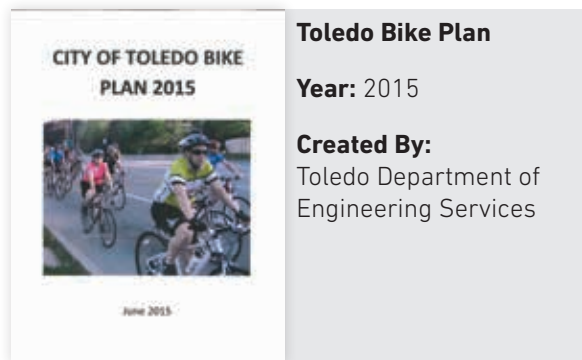 CITY OF TOLEDO BIKE
PLAN 2015
June 2015
Toledo Bike Plan
Year: 2015
Created By:
Toledo Department of
Engineering Services